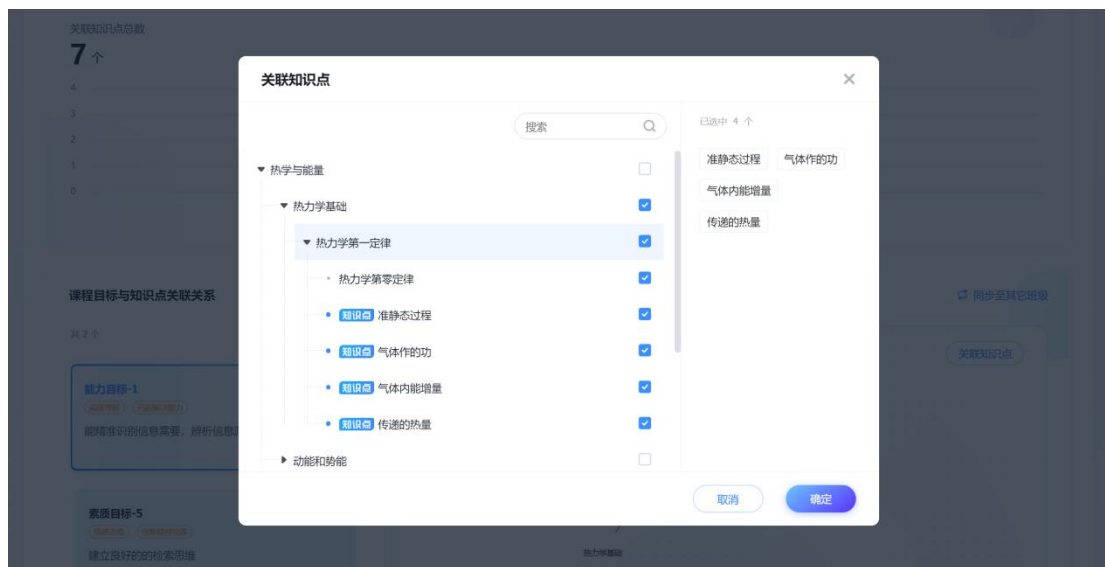 关联知识点总数
7 个
4
3
2
1
0
关联知识点
搜索
已选中 4 个
准静态过程 气体作的功
气体内能增量
传递的热量
热学与能量
热力学基础
热力学第一定律
热力学第零定律
知识点 准静态过程
知识点 气体作的功
知识点 气体内能增量
知识点 传递的热量
动能和势能
取消 确定
课程目标与知识点关联关系
同步至其它班级
共 2 个
关联知识点
能力目标-1
能精准识别信息需要、辨析信息
素质目标-5
建立良好的的检索思维
热力学基础